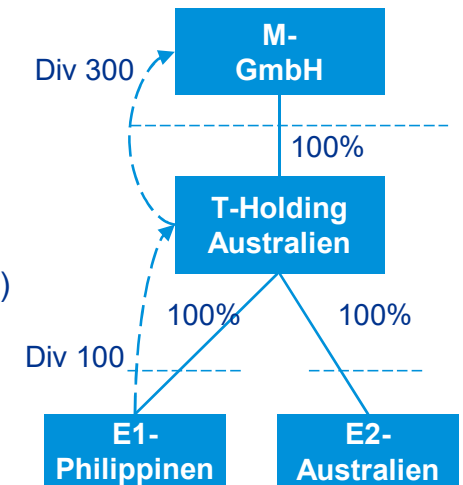 M-
GmbH
Div 300
100%
T-Holding
Australien
)
100%
100%
Div 100
E1-
Philippinen
E2-
Australien